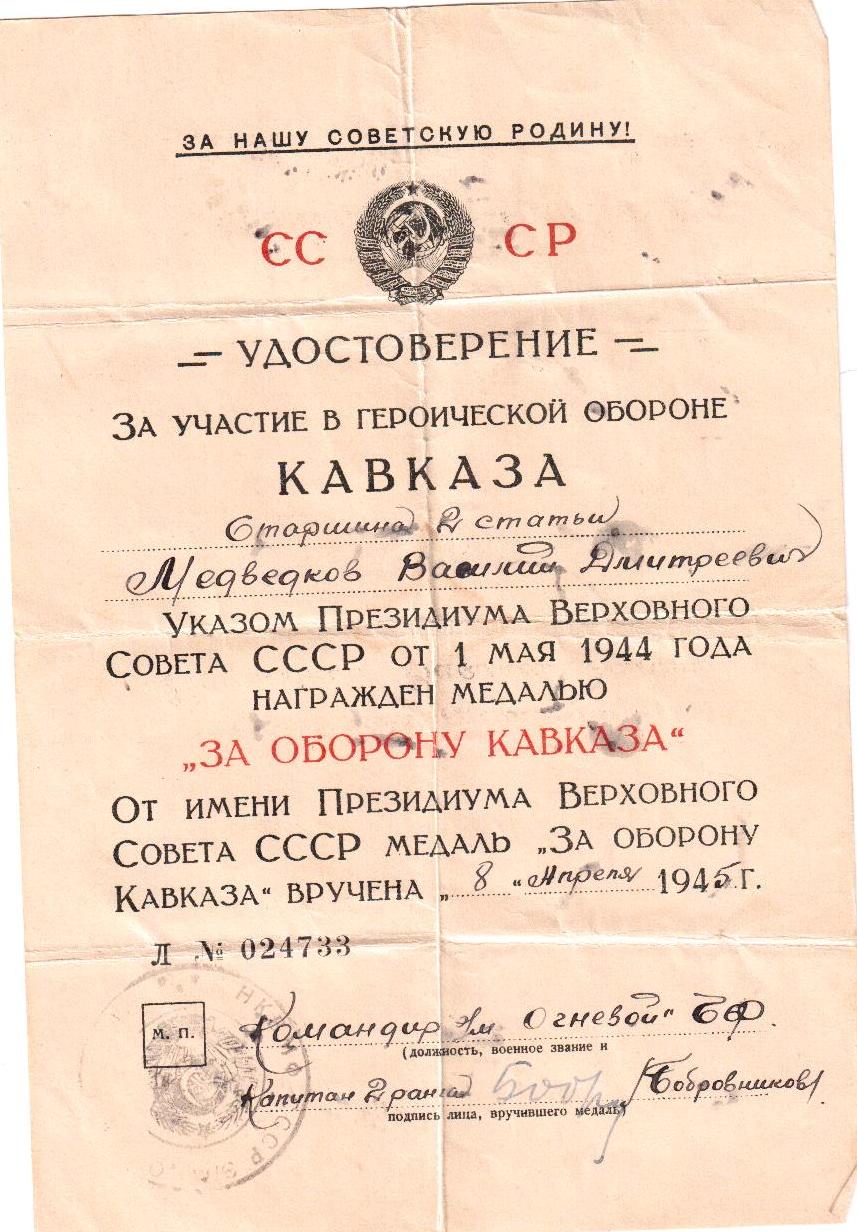 ЗА НАШУ СОВЕТСКУЮ РОДИНУ!
СС СР
УДОСТОВЕРЕНИЕ
ЗА УЧАСТИЕ В ГЕРОИЧЕСКОЙ ОБОРОНЕ
КАВКАЗА
Старшина 2 статьи
Медведков Василий Дмитреевич
УКАЗОМ ПРЕЗИДИУМА ВЕРХОВНОГО
СОВЕТА СССР ОТ 1 МАЯ 1944 ГОДА
НАГРАЖДЕН МЕДАЛЬЮ
„ЗА ОБОРОНУ КАВКАЗА“
ОТ ИМЕНИ ПРЕЗИДИУМА ВЕРХОВНОГО
СОВЕТА СССР МЕДАЛЬ „ЗА ОБОРОНУ
КАВКАЗА“ ВРУЧЕНА „8“ Апреля 1945 Г.
Л № 024733
М. П.
Командир эм Огневой" БФ.
(должность, военное звание и
Капитан 2 ранга /Бобровников/
подпись лица, вручившего медаль)